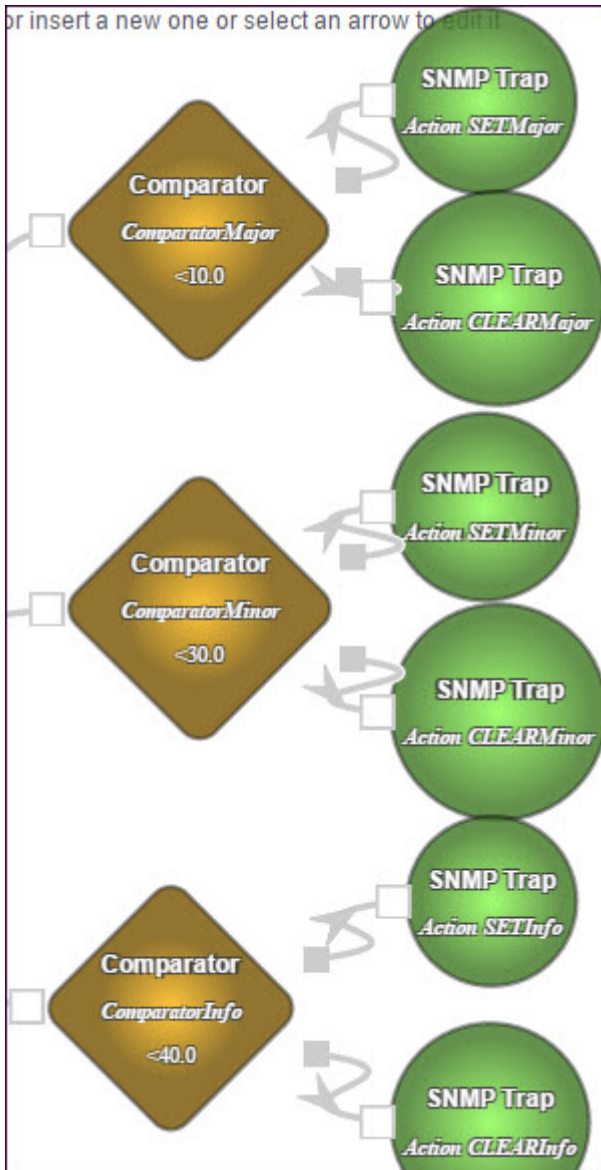 or insert a new one or select an arrow to edit it
SNMP Trap
Action SETMajor
Comparator
ComparatorMajor
<10.0
SNMP Trap
Action CLEARMajor
SNMP Trap
Action SETMinor
Comparator
ComparatorMinor
<30.0
SNMP Trap
Action CLEARMinor
SNMP Trap
Action SETInfo
Comparator
ComparatorInfo
<40.0
SNMP Trap
Action CLEARInfo